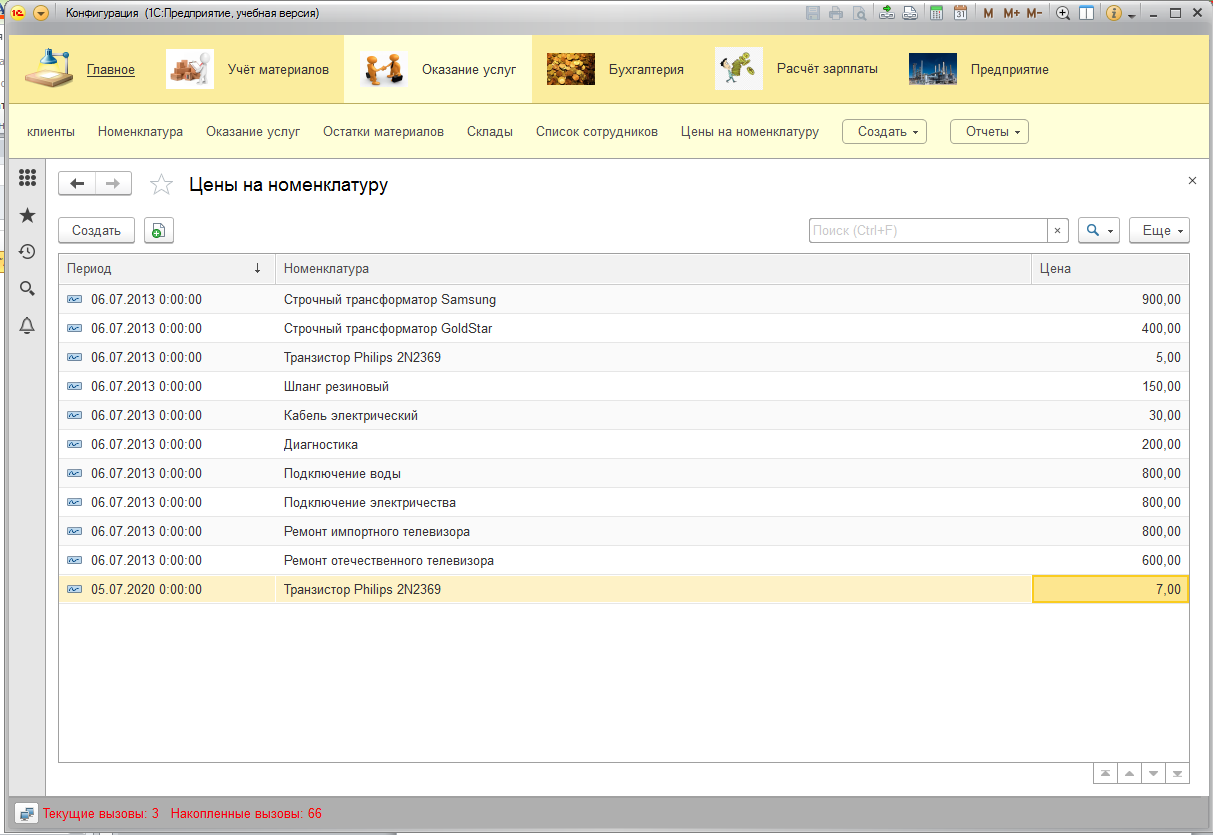 Конфигурация (1С:Предприятие, учебная версия) M M+ M-
Главное Учёт материалов Оказание услуг Бухгалтерия Расчёт зарплаты Предприятие
клиенты Номенклатура Оказание услуг Остатки материалов Склады Список сотрудников Цены на номенклатуру Создать Отчеты
Цены на номенклатуру
Создать Поиск (Ctrl+F) Еще
Период Номенклатура Цена
06.07.2013 0:00:00 Строчный трансформатор Samsung 900,00
06.07.2013 0:00:00 Строчный трансформатор GoldStar 400,00
06.07.2013 0:00:00 Транзистор Philips 2N2369 5,00
06.07.2013 0:00:00 Шланг резиновый 150,00
06.07.2013 0:00:00 Кабель электрический 30,00
06.07.2013 0:00:00 Диагностика 200,00
06.07.2013 0:00:00 Подключение воды 800,00
06.07.2013 0:00:00 Подключение электричества 800,00
06.07.2013 0:00:00 Ремонт импортного телевизора 800,00
06.07.2013 0:00:00 Ремонт отечественного телевизора 600,00
05.07.2020 0:00:00 Транзистор Philips 2N2369 7,00
Текущие вызовы: 3 Накопленные вызовы: 66